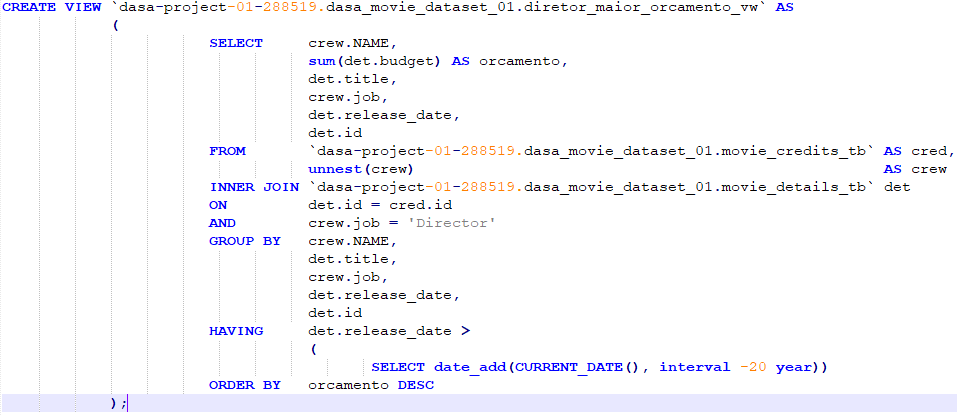 CREATE VIEW `dasa-project-01-288519.dasa_movie_dataset_01.diretor_maior_orcamento_vw` AS
(
SELECT crew.NAME,
sum(det.budget) AS orcamento,
det.title,
crew.job,
det.release_date,
det.id
FROM `dasa-project-01-288519.dasa_movie_dataset_01.movie_credits_tb` AS cred,
unnest(crew) AS crew
INNER JOIN `dasa-project-01-288519.dasa_movie_dataset_01.movie_details_tb` det
ON det.id = cred.id
AND crew.job = 'Director'
GROUP BY crew.NAME,
det.title,
crew.job,
det.release_date,
det.id
HAVING det.release_date >
(
SELECT date_add(CURRENT_DATE(), interval -20 year))
ORDER BY orcamento DESC
);